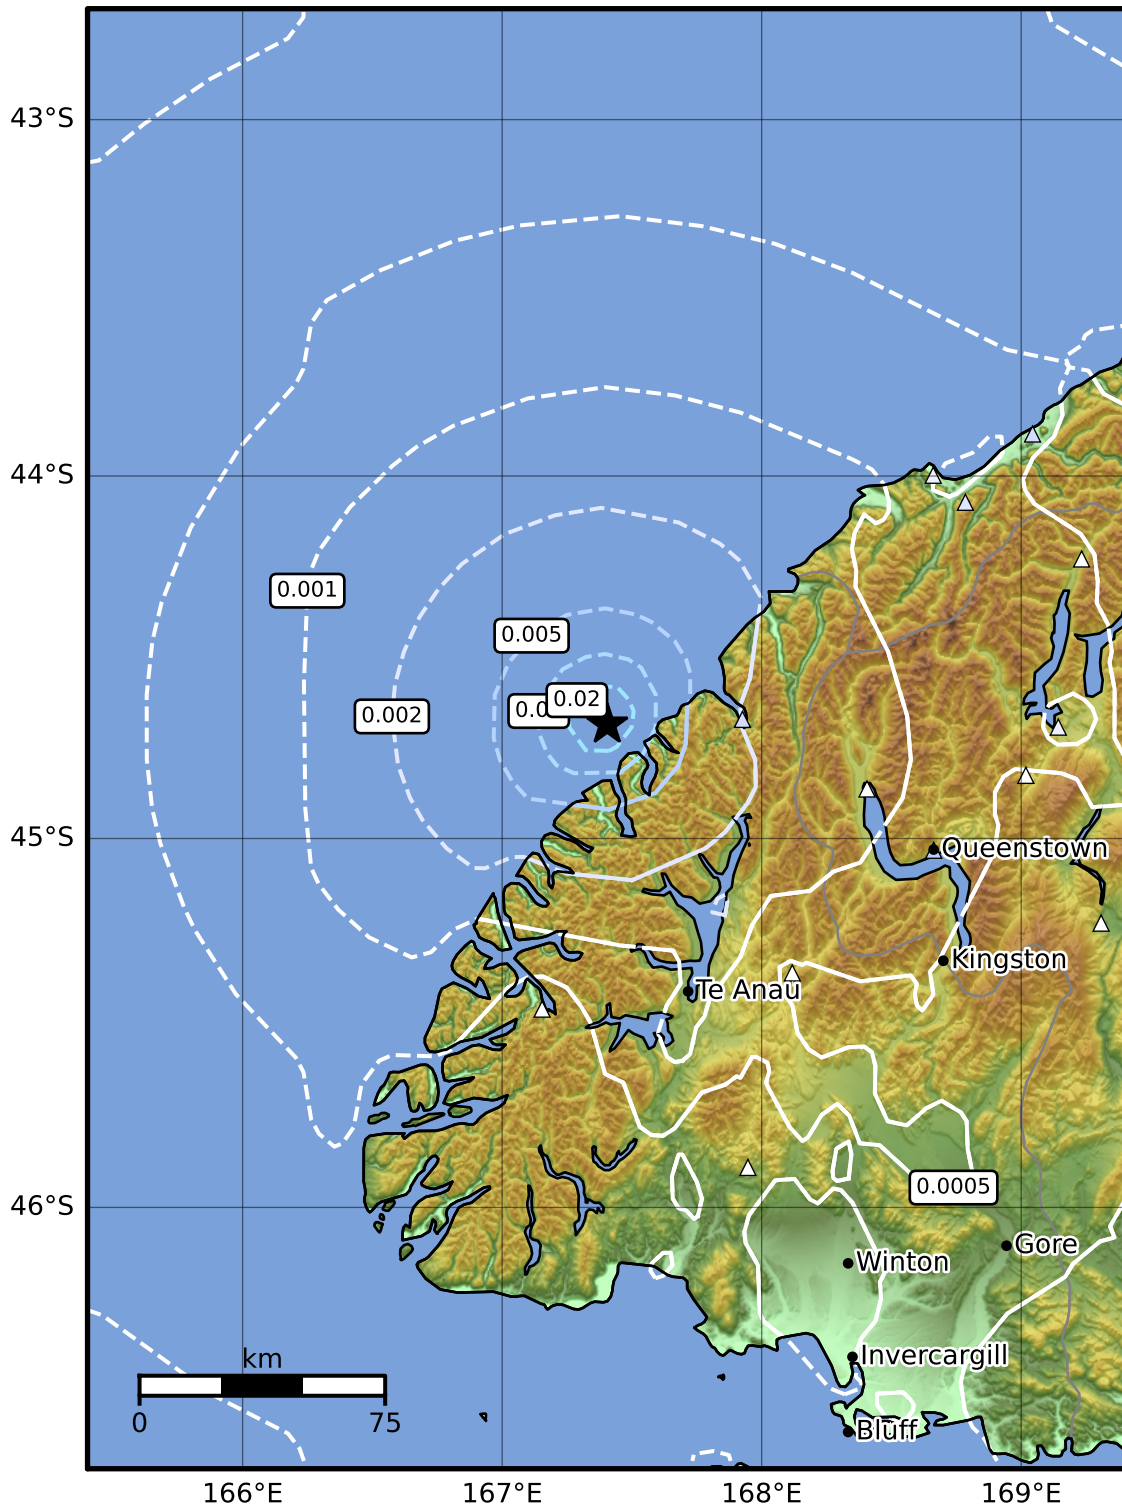 43°S
44°S
0.001
0.005
0.02
0.002
45°S
Queenstown
Kingston
Te Anau
0.0005
46°S
Gore
Winton
km
Invercargill
0
75
Bluff
166°E
167°E
168°E
169°E